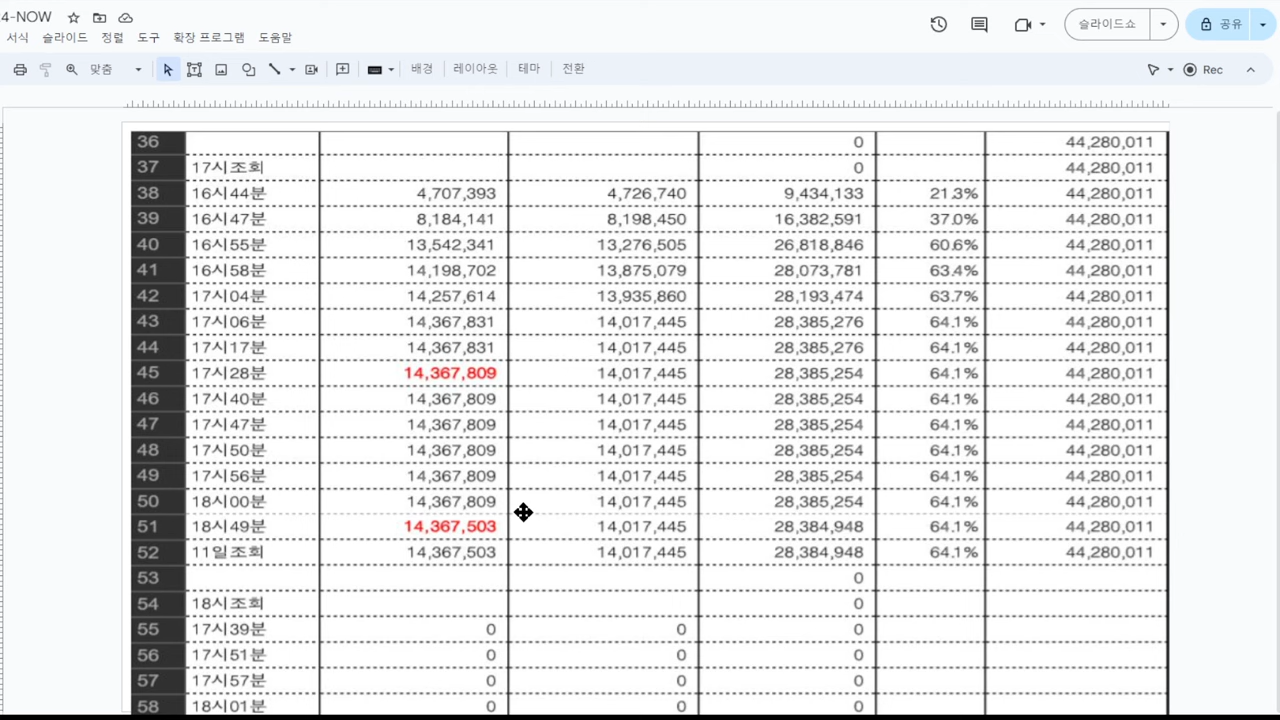 4-NOW
서식 슬라이드 정렬 도구 확장 프로그램 도움말
슬라이드쇼
공유
맞춤
배경 레이아웃 테마 전환
Rec
36 0 44,280,011
37 17시조회 0 44,280,011
38 16시44분 4,707,393 4,726,740 9,434,133 21.3% 44,280,011
39 16시47분 8,184,141 8,198,450 16,382,591 37.0% 44,280,011
40 16시55분 13,542,341 13,276,505 26,818,846 60.6% 44,280,011
41 16시58분 14,198,702 13,875,079 28,073,781 63.4% 44,280,011
42 17시04분 14,257,614 13,935,860 28,193,474 63.7% 44,280,011
43 17시06분 14,367,831 14,017,445 28,385,276 64.1% 44,280,011
44 17시17분 14,367,831 14,017,445 28,385,276 64.1% 44,280,011
45 17시28분 14,367,809 14,017,445 28,385,254 64.1% 44,280,011
46 17시40분 14,367,809 14,017,445 28,385,254 64.1% 44,280,011
47 17시47분 14,367,809 14,017,445 28,385,254 64.1% 44,280,011
48 17시50분 14,367,809 14,017,445 28,385,254 64.1% 44,280,011
49 17시56분 14,367,809 14,017,445 28,385,254 64.1% 44,280,011
50 18시00분 14,367,809 14,017,445 28,385,254 64.1% 44,280,011
51 18시49분 14,367,503 14,017,445 28,384,948 64.1% 44,280,011
52 11일조회 14,367,503 14,017,445 28,384,948 64.1% 44,280,011
53 0
54 18시조회 0
55 17시39분 0 0 0
56 17시51분 0 0 0
57 17시57분 0 0 0
58 18시01분 0 0 0